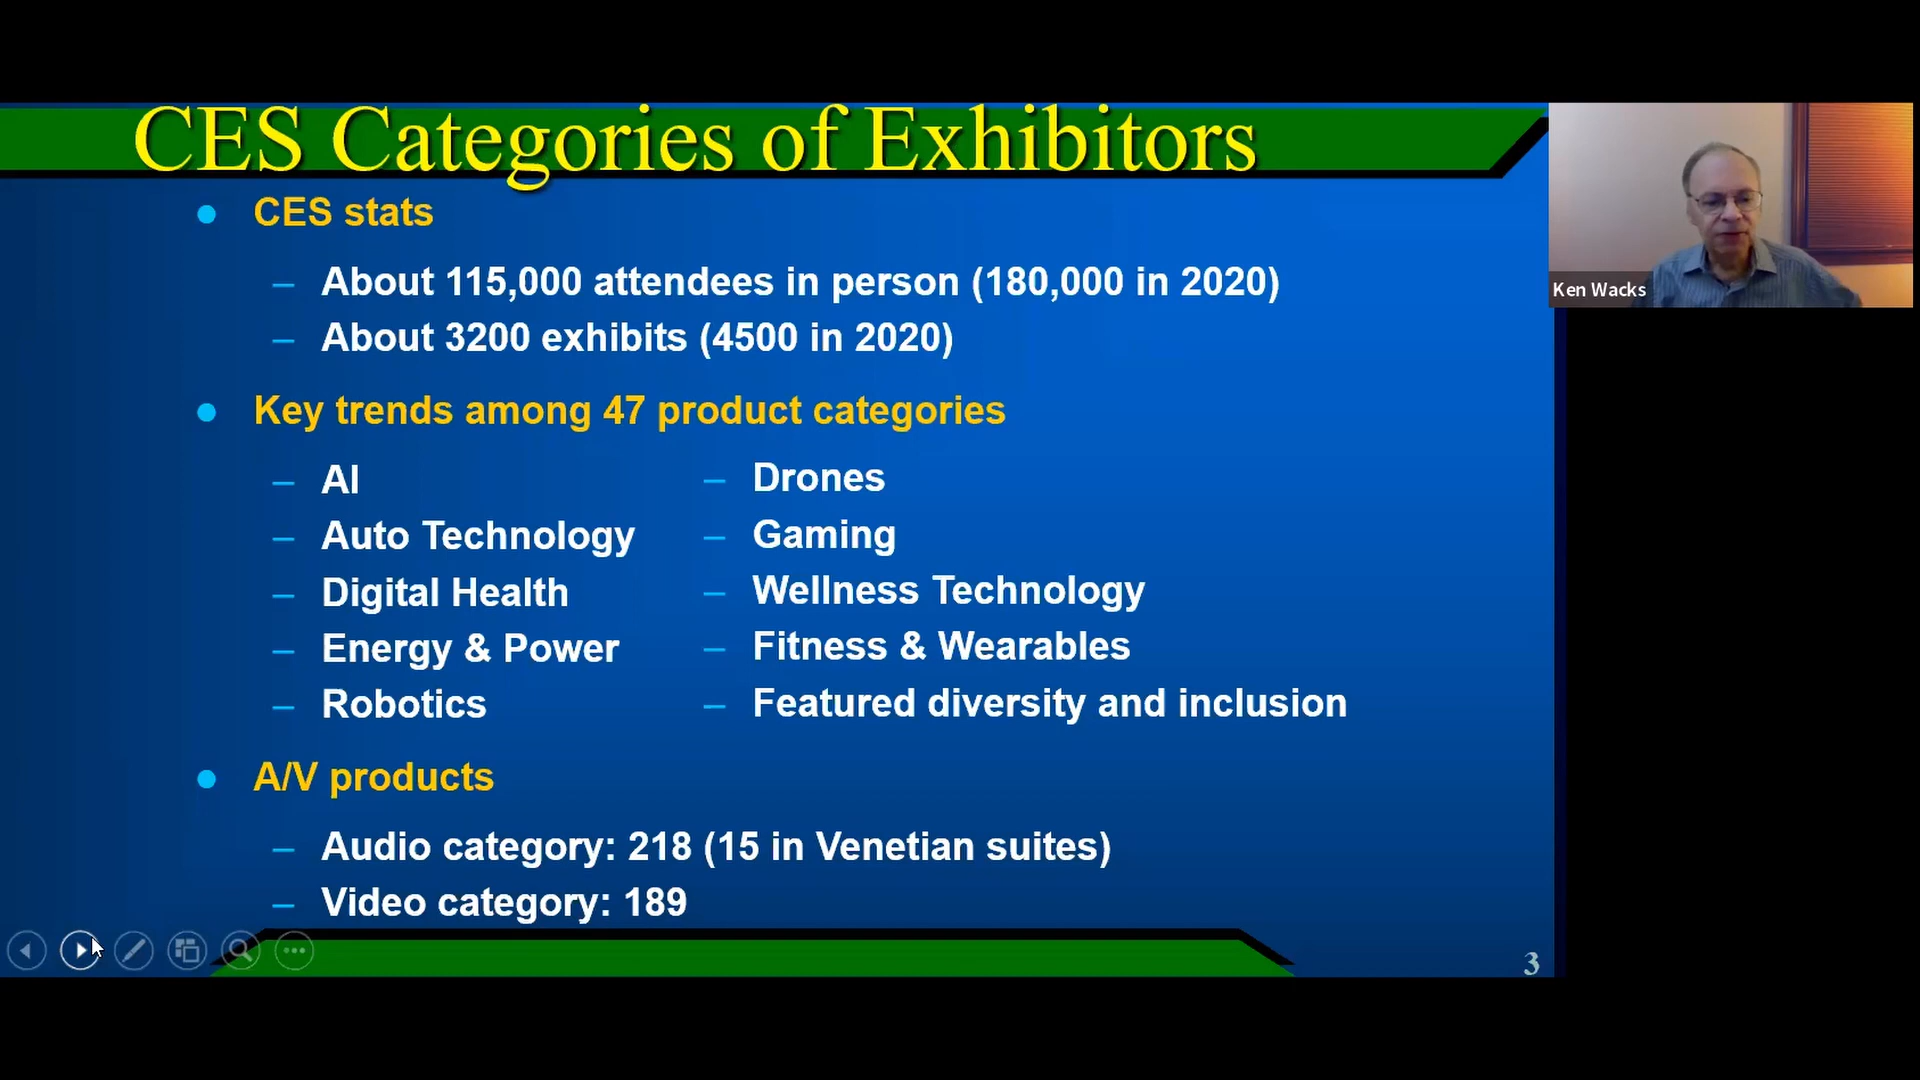 CES Categories of Exhibitors
CES stats
– About 115,000 attendees in person (180,000 in 2020)
– About 3200 exhibits (4500 in 2020)
Key trends among 47 product categories
– AI
– Auto Technology
– Digital Health
– Energy & Power
– Robotics
– Drones
– Gaming
– Wellness Technology
– Fitness & Wearables
– Featured diversity and inclusion
A/V products
– Audio category: 218 (15 in Venetian suites)
– Video category: 189
3
Ken Wacks